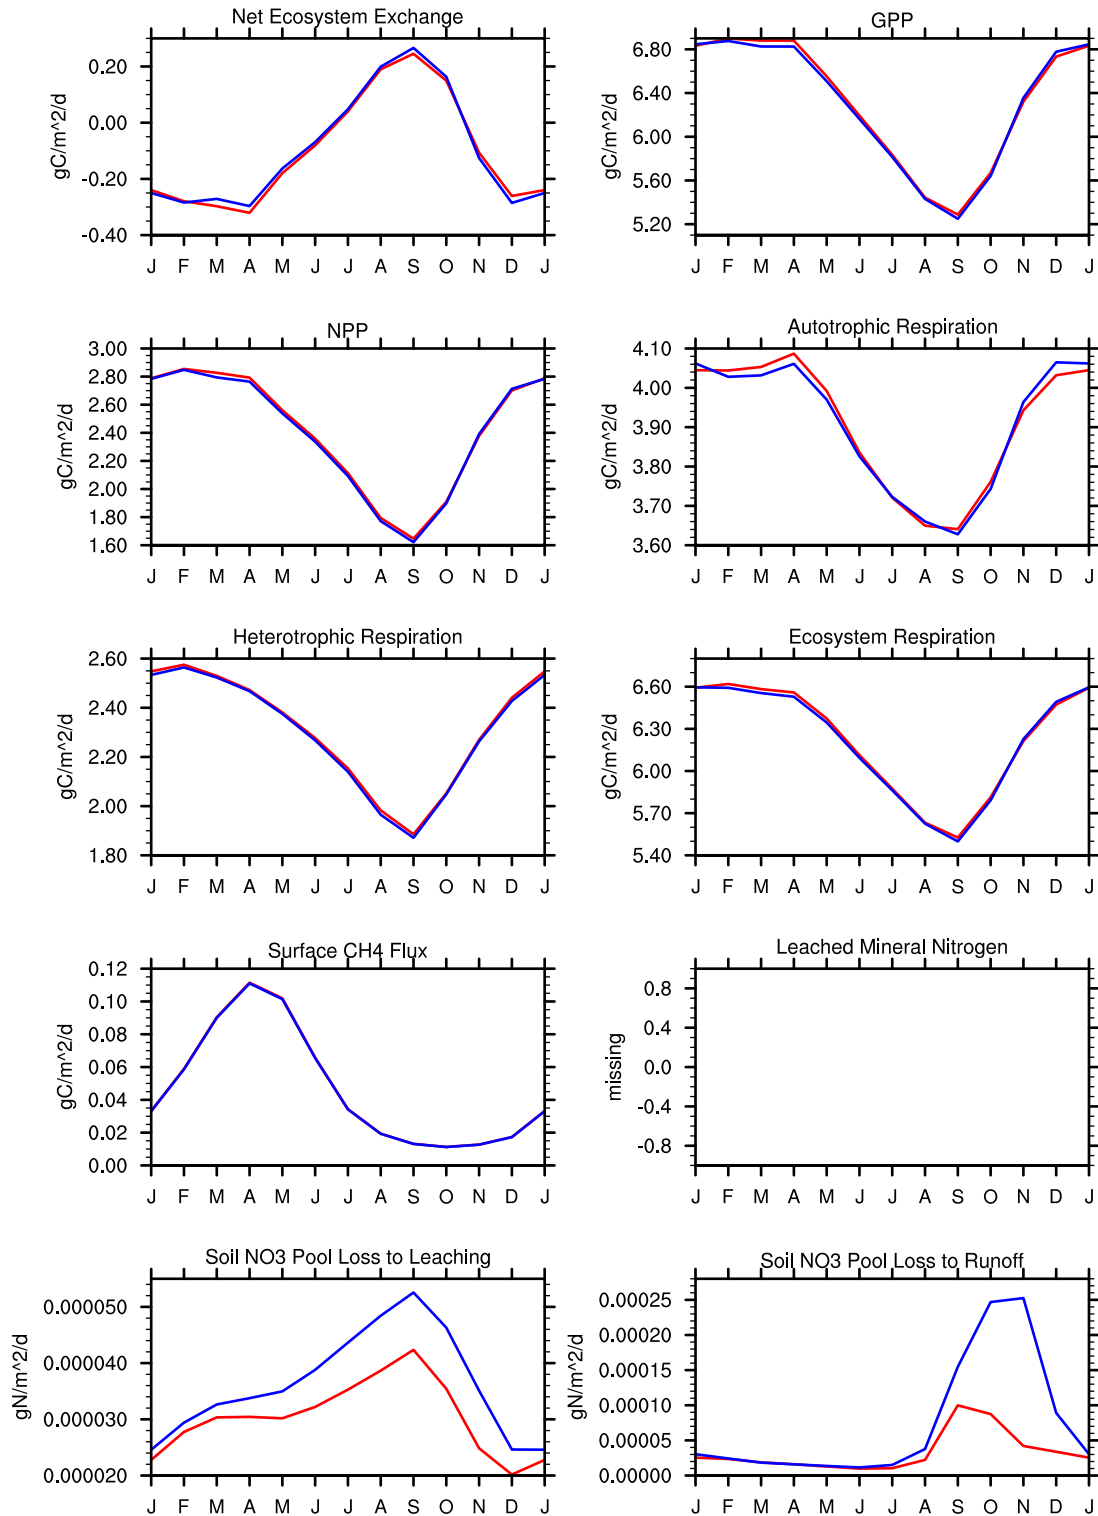 Net Ecosystem Exchange
gC/m^2/d
0.20
0.00
-0.20
-0.40
J F M A M J J A S O N D J
GPP
gC/m^2/d
6.80
6.40
6.00
5.60
5.20
J F M A M J J A S O N D J
NPP
gC/m^2/d
3.00
2.80
2.60
2.40
2.20
2.00
1.80
1.60
J F M A M J J A S O N D J
Autotrophic Respiration
gC/m^2/d
4.10
4.00
3.90
3.80
3.70
3.60
J F M A M J J A S O N D J
Heterotrophic Respiration
gC/m^2/d
2.60
2.40
2.20
2.00
1.80
J F M A M J J A S O N D J
Ecosystem Respiration
gC/m^2/d
6.60
6.30
6.00
5.70
5.40
J F M A M J J A S O N D J
Surface CH4 Flux
gC/m^2/d
0.12
0.10
0.08
0.06
0.04
0.02
0.00
J F M A M J J A S O N D J
Leached Mineral Nitrogen
missing
0.8
0.4
0.0
-0.4
-0.8
J F M A M J J A S O N D J
Soil NO3 Pool Loss to Leaching
gN/m^2/d
0.000050
0.000040
0.000030
0.000020
J F M A M J J A S O N D J
Soil NO3 Pool Loss to Runoff
gN/m^2/d
0.00025
0.00020
0.00015
0.00010
0.00005
0.00000
J F M A M J J A S O N D J